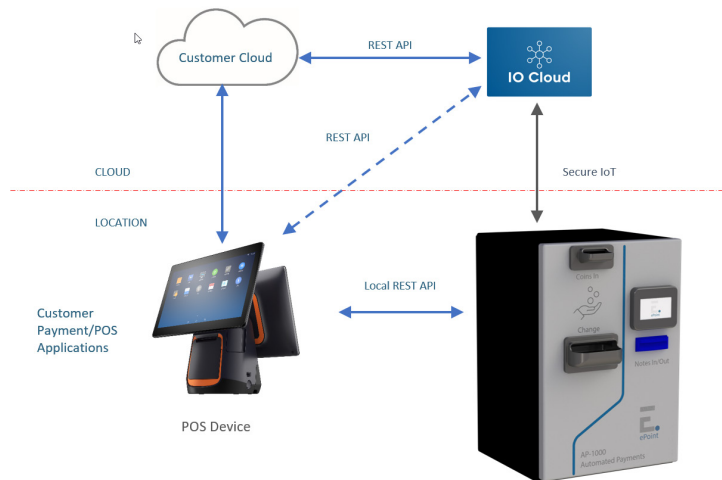 Customer Cloud
REST API
IO Cloud
REST API
CLOUD
Secure IoT
LOCATION
Local REST API
Customer
Payment/POS
Applications
POS Device
Coins In
Change
Notes In/Out
E.
ePoint
AP-1000
Automated Payments